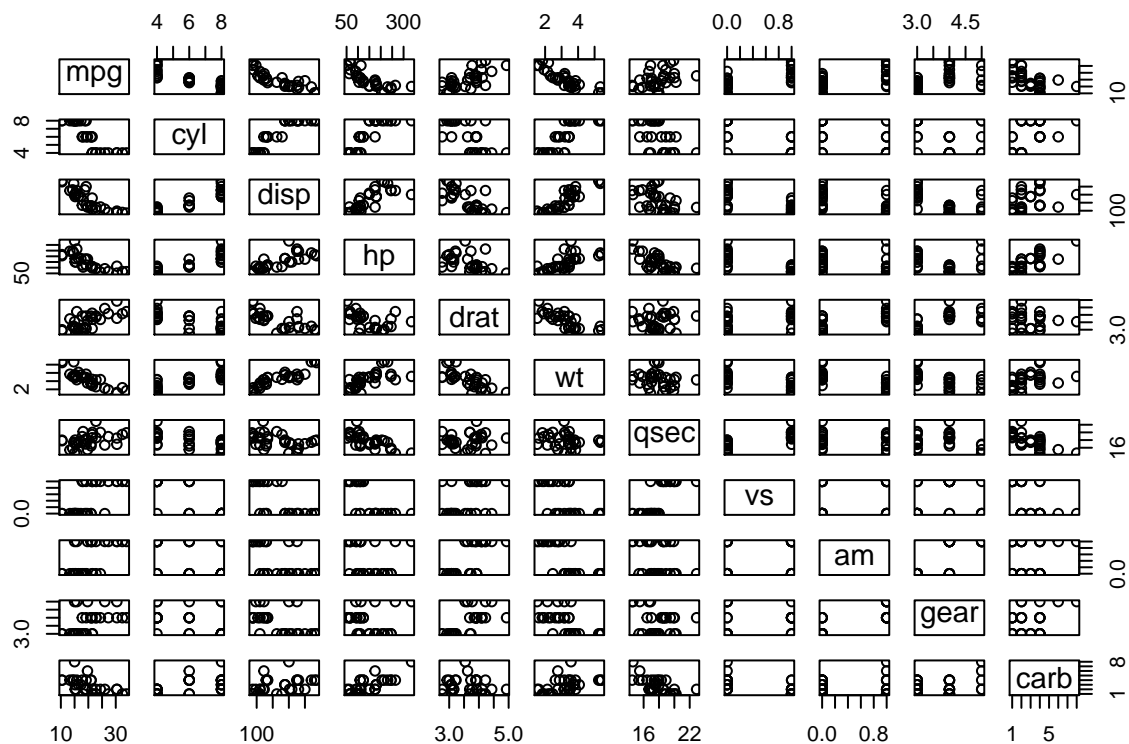 4 6 8 50 300 2 4 0.0 1.0 3.0 4.5
mpg 10
4 8 cyl
disp 100
50 hp
drat 3.0
2 wt
qsec 16
0.0 vs
am 0.0
3.0 gear
carb 1 8
10 30 100 3.0 5.0 16 22 0.0 0.8 1 5